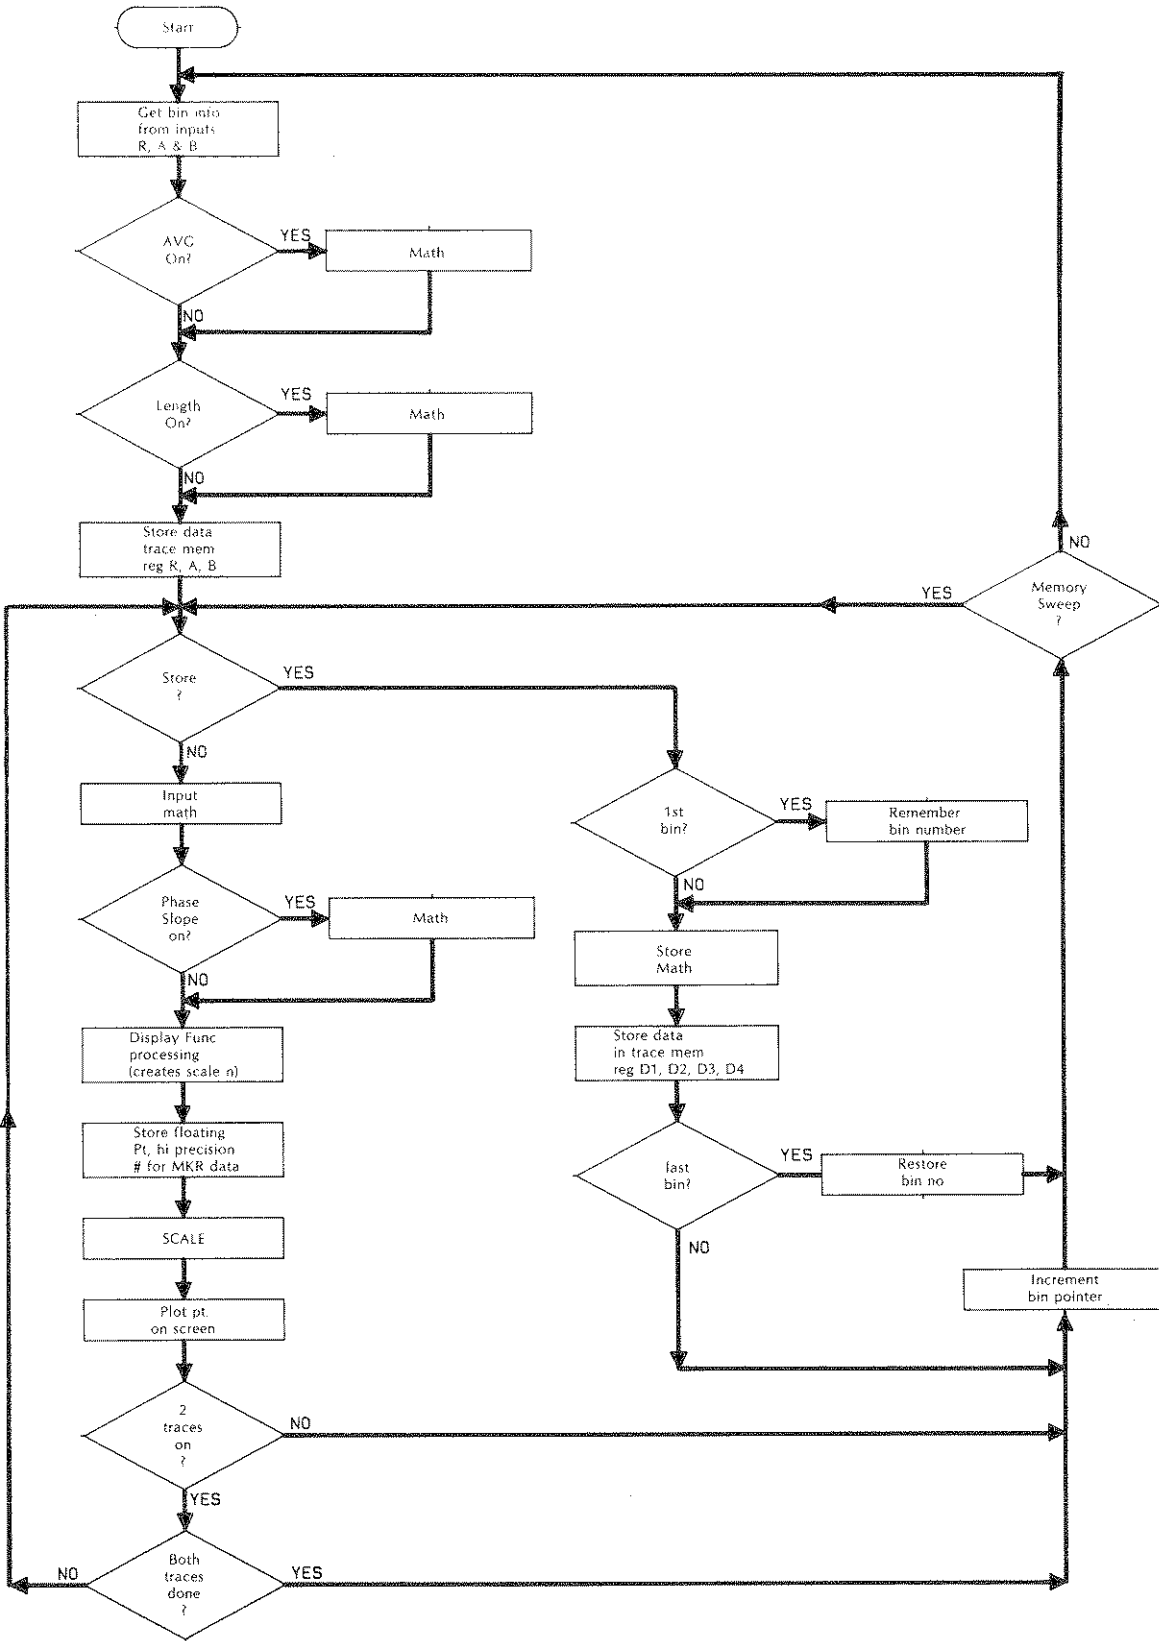 Start
Get bin info
from inputs
R, A & B
AVG
On?
YES
Math
NO
Length
On?
YES
Math
NO
Store data
trace mem
reg R, A, B
NO
Memory
Sweep
?
YES
Store
?
YES
NO
Input
math
1st
bin?
YES
Remember
bin number
NO
Phase
Slope
on?
YES
Math
NO
Store
Math
Display Func
processing
(creates scale n)
Store data
in trace mem
reg D1, D2, D3, D4
Store floating
Pt, hi precision
# for MKR data
last
bin?
YES
Restore
bin no
NO
SCALE
Increment
bin pointer
Plot pt.
on screen
2
traces
on
?
NO
YES
Both
traces
done
?
NO
YES